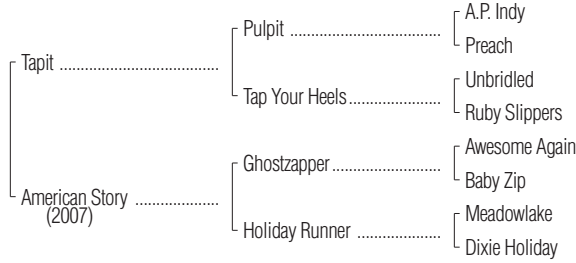 A.P. Indy
Pulpit
Preach
Tapit
Unbridled
Tap Your Heels
Ruby Slippers
Awesome Again
Ghostzapper
Baby Zip
American Story
(2007)
Meadowlake
Holiday Runner
Dixie Holiday